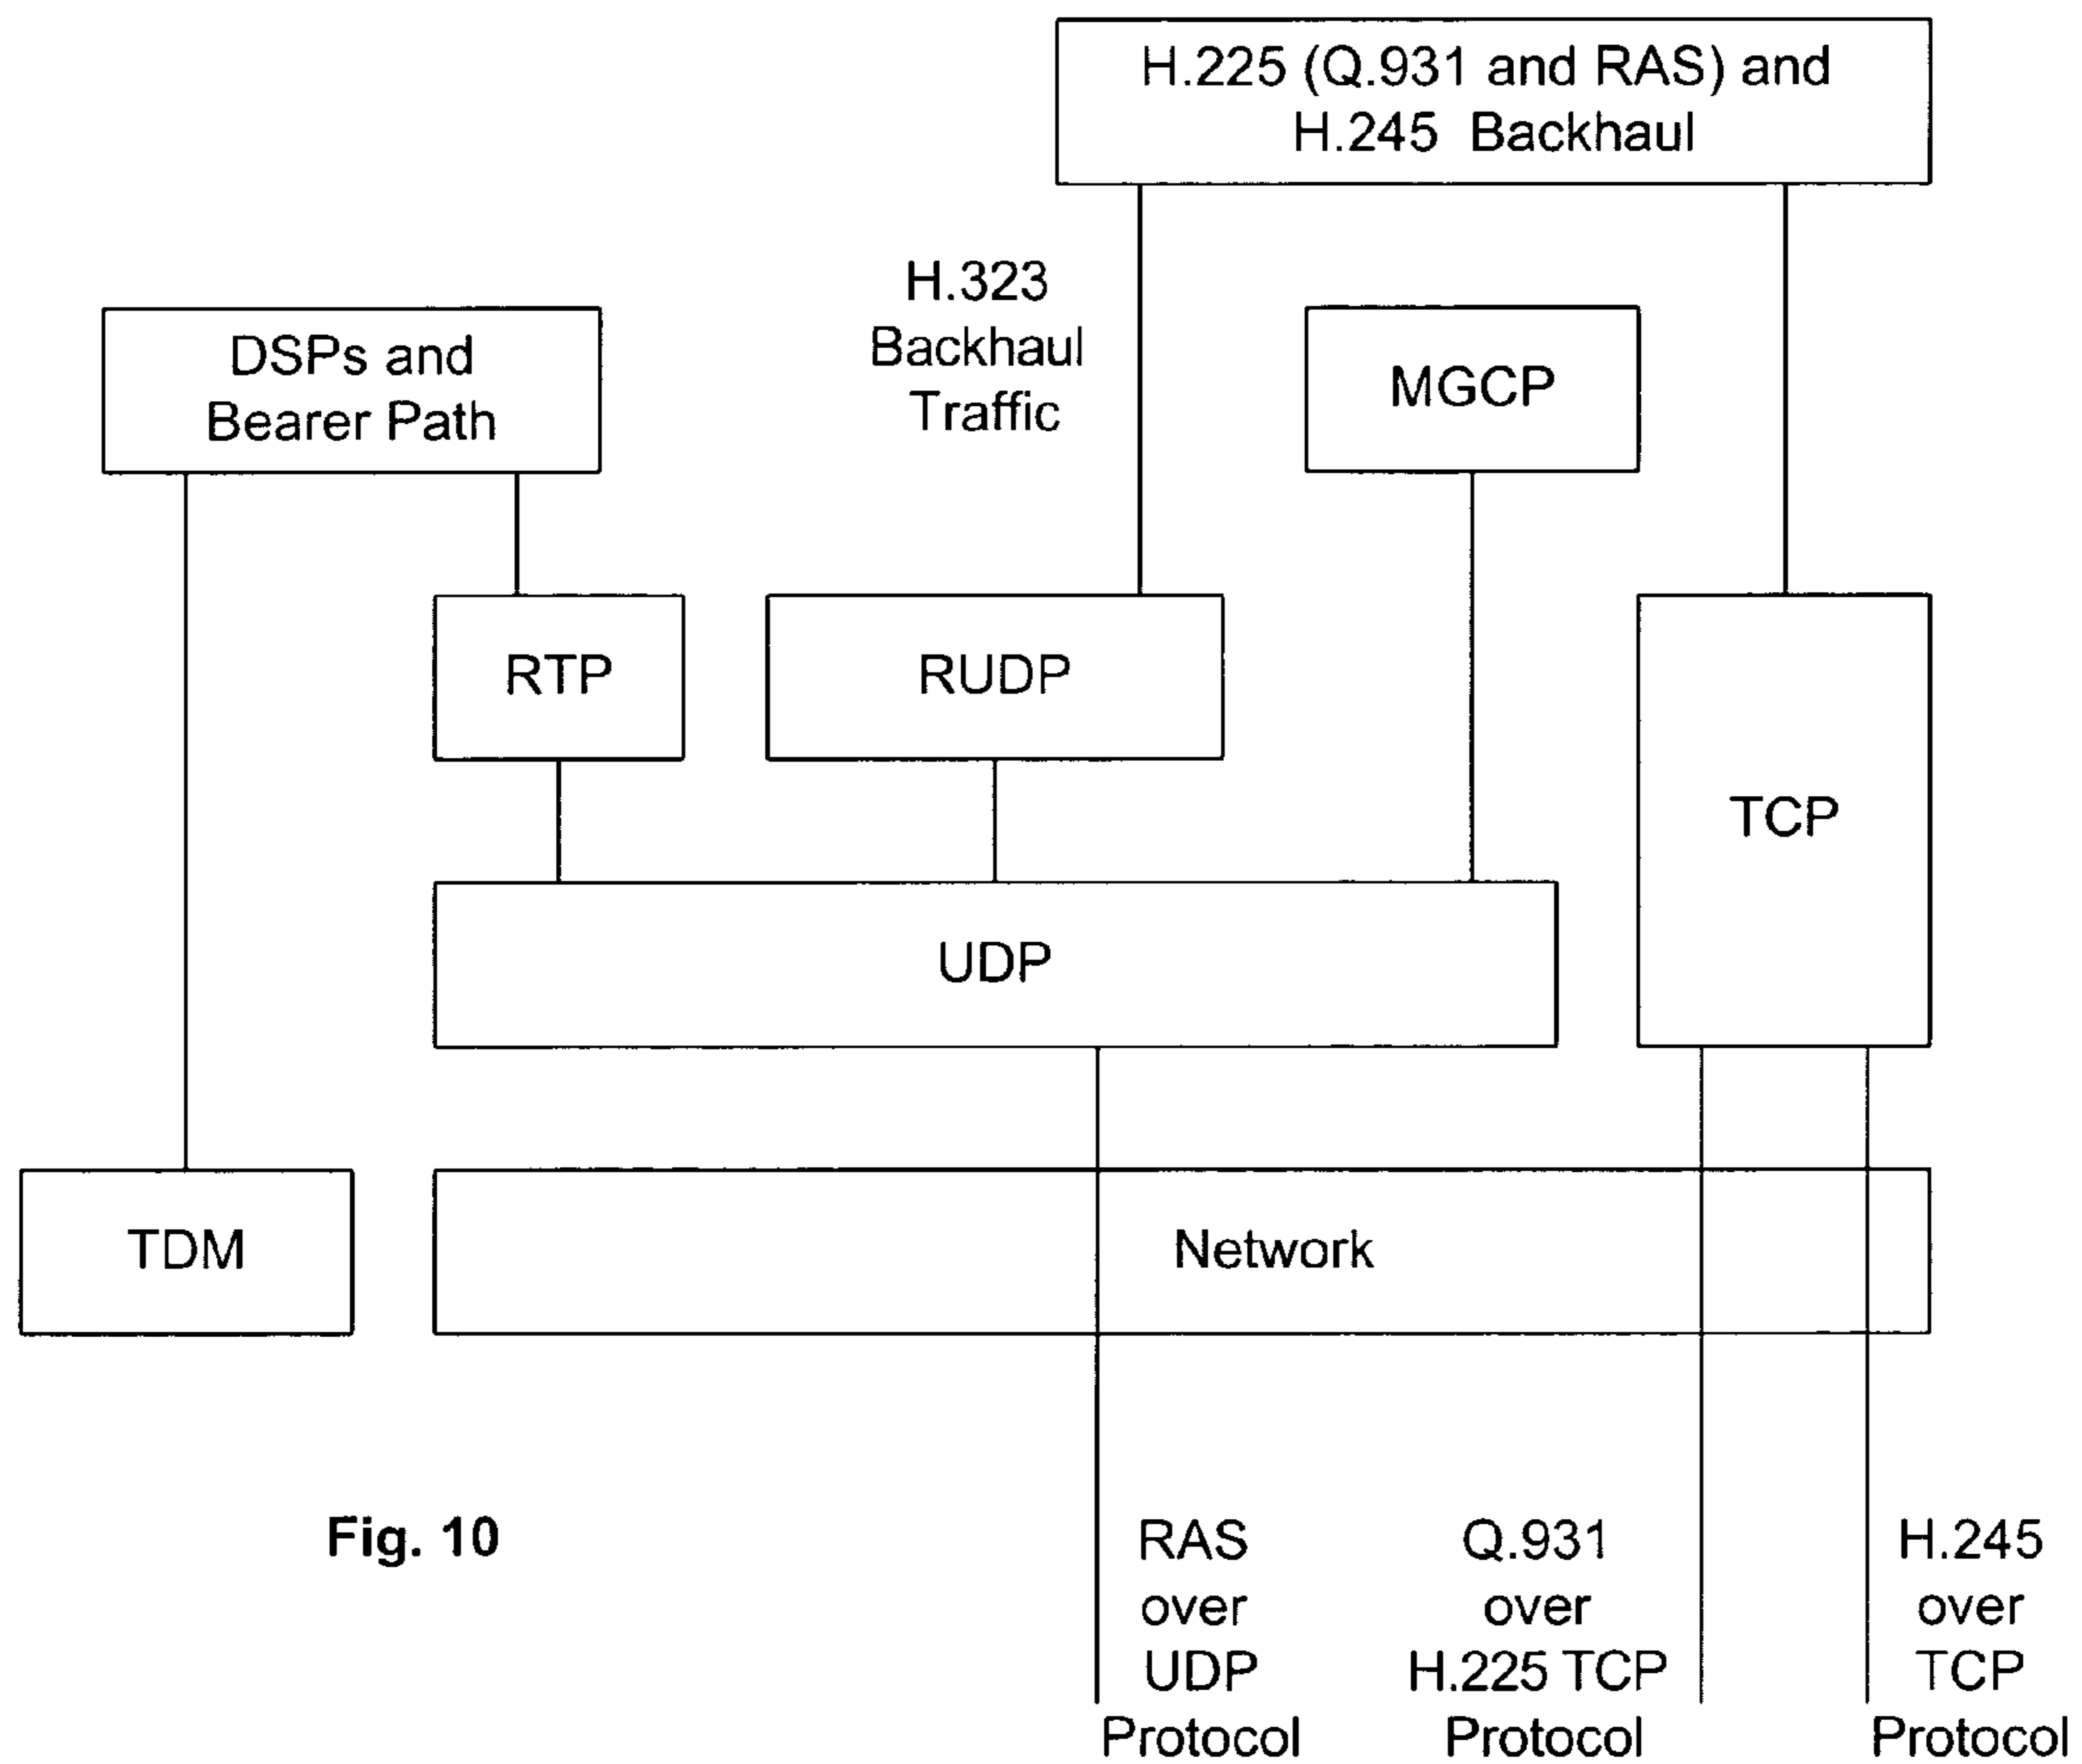 H.225 (Q.931 and RAS) and
H.245 Backhaul
H.323
Backhaul
Traffic
DSPs and
Bearer Path
MGCP
RTP
RUDP
TCP
UDP
TDM
Network
Fig. 10
RAS
over
UDP
Protocol
Q.931
over
H.225 TCP
Protocol
H.245
over
TCP
Protocol